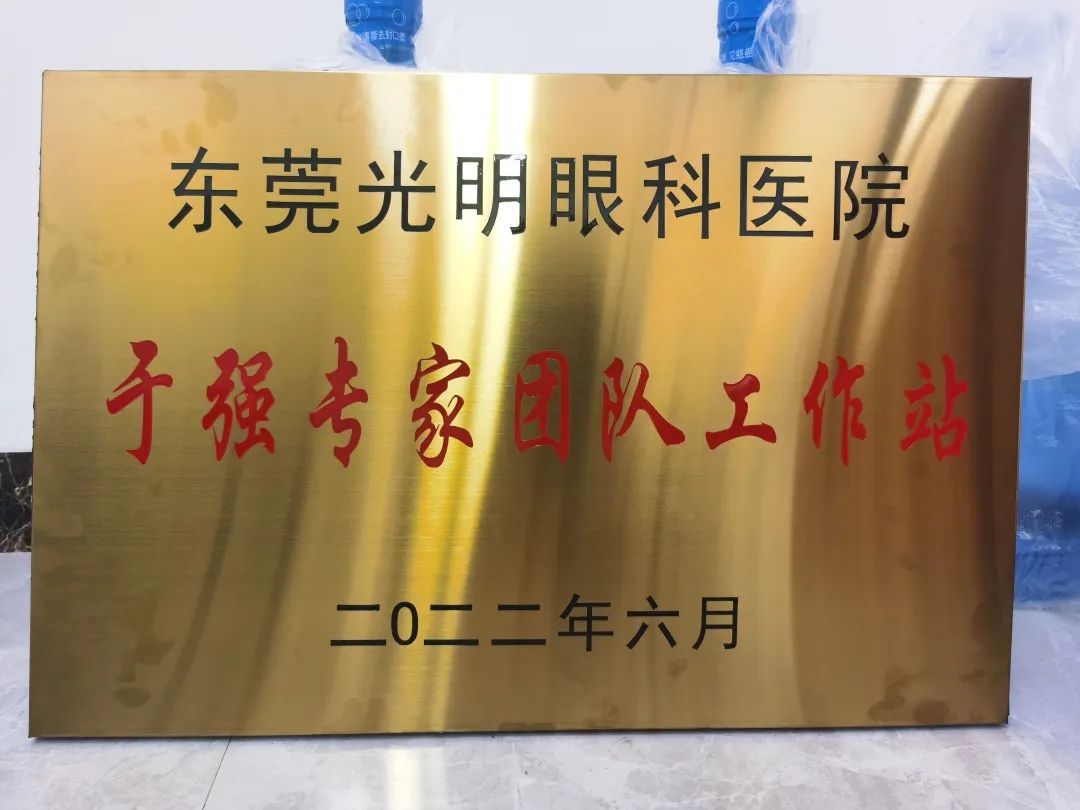 东莞光明眼科医院
于强专家团队工作站
二0二二年六月